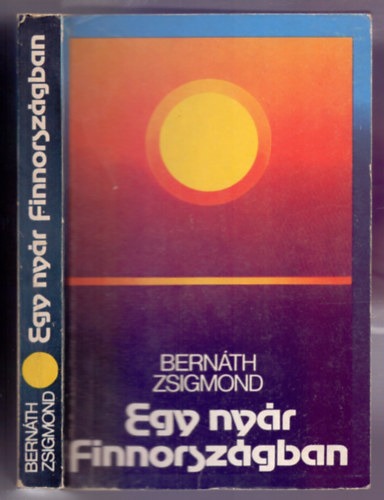 BERNÁTH
ZSIGMOND
Egy nyár Finnországban
BERNÁTH
ZSIGMOND
Egy nyár
Finnországban